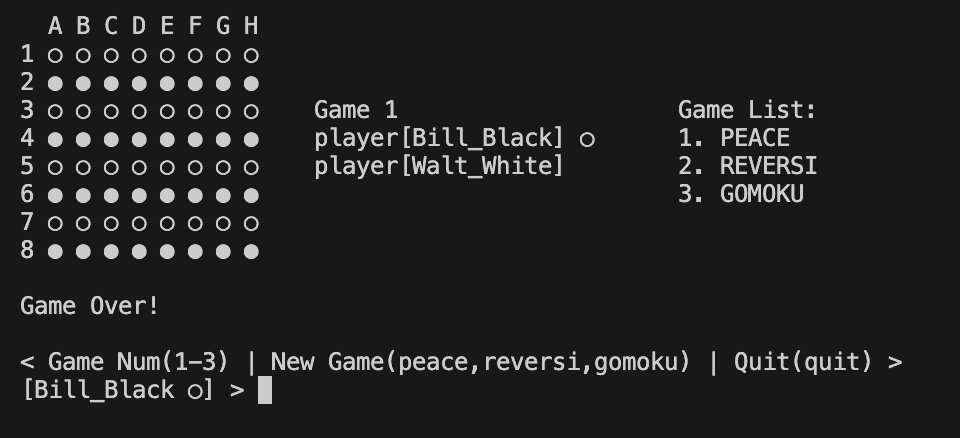 A B C D E F G H
1 ○ ○ ○ ○ ○ ○ ○ ○
2 ● ● ● ● ● ● ● ●
3 ○ ○ ○ ○ ○ ○ ○ ○    Game 1                    Game List:
4 ● ● ● ● ● ● ● ●    player[Bill_Black] ○      1. PEACE
5 ○ ○ ○ ○ ○ ○ ○ ○    player[Walt_White]        2. REVERSI
6 ● ● ● ● ● ● ● ●                              3. GOMOKU
7 ○ ○ ○ ○ ○ ○ ○ ○
8 ● ● ● ● ● ● ● ●
Game Over!
< Game Num(1-3) | New Game(peace,reversi,gomoku) | Quit(quit) >
[Bill_Black ○] >